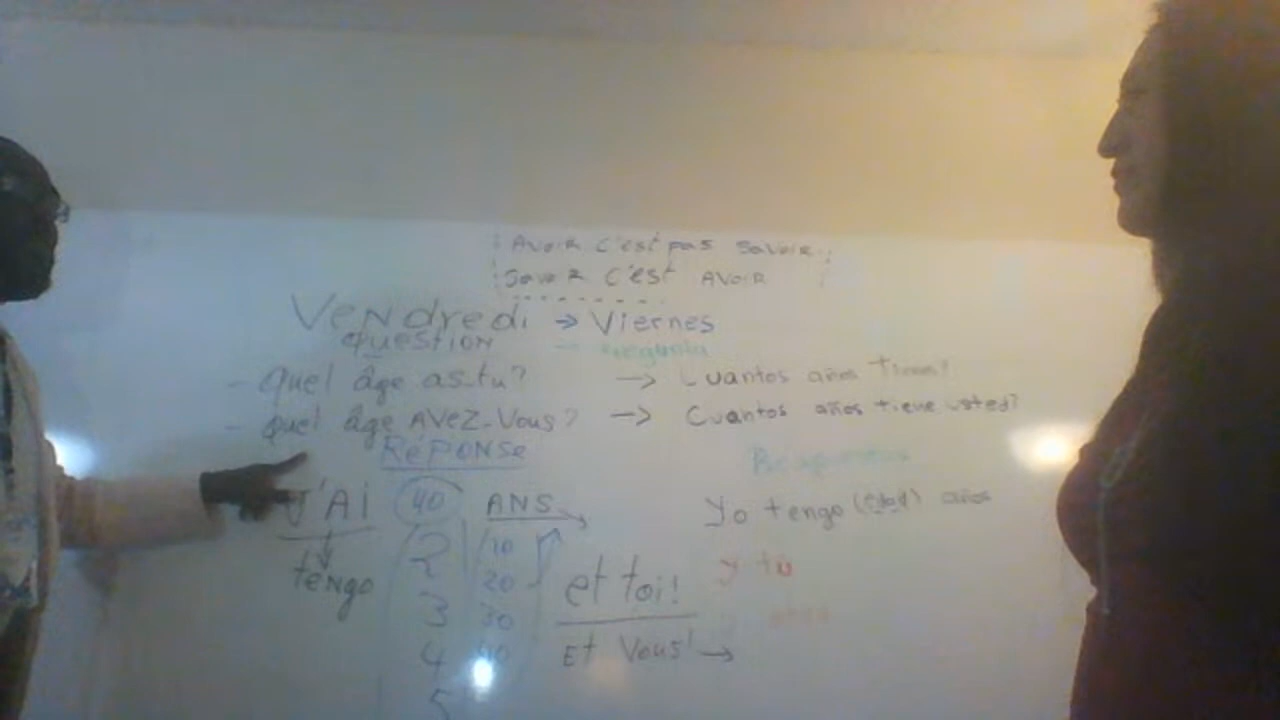 AVOIR C'est pas SAVOIR
SAVOIR C'est AVOIR
Vendredi → Viernes
QUESTION - Pregunta
- quel âge as-tu? → Cuantos años Tienes?
- quel âge AVEZ-Vous? → Cuantos años tiene usted?
RéPONSE
J'Ai 40 ANS → Yo tengo (Edad) años
tengo
2 10
3 20
4 30
5 40
et toi! y tu
Et Vous! →